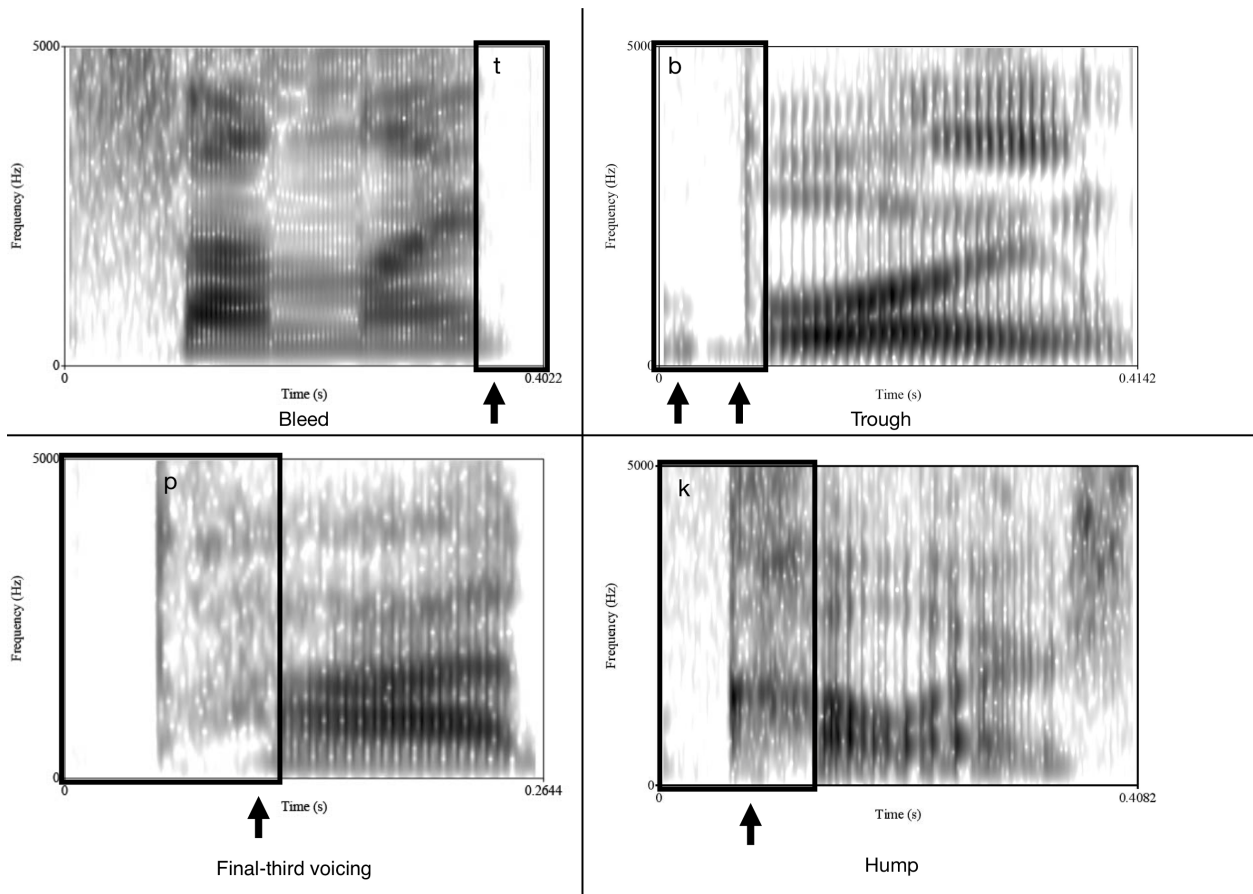 5000
t
Frequency (Hz)
0
0
0.4022
Time (s)
Bleed
5000
b
Frequency (Hz)
0
0
0.4142
Time (s)
Trough
5000
p
Frequency (Hz)
0
0
0.2644
Time (s)
Final-third voicing
5000
k
Frequency (Hz)
0
0
0.4082
Time (s)
Hump